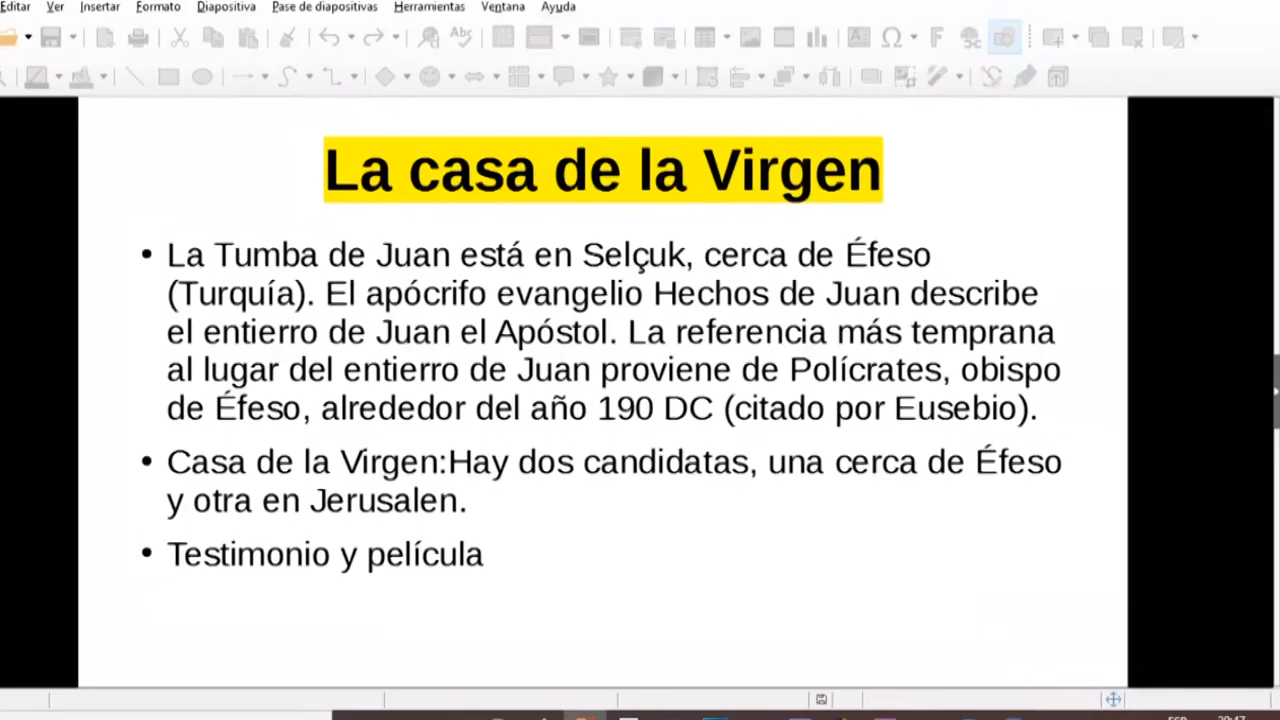 Editar Ver Insertar Formato Diapositiva Pase de diapositivas Herramientas Ventana Ayuda
La casa de la Virgen
• La Tumba de Juan está en Selçuk, cerca de Éfeso
(Turquía). El apócrifo evangelio Hechos de Juan describe
el entierro de Juan el Apóstol. La referencia más temprana
al lugar del entierro de Juan proviene de Polícrates, obispo
de Éfeso, alrededor del año 190 DC (citado por Eusebio).
• Casa de la Virgen:Hay dos candidatas, una cerca de Éfeso
y otra en Jerusalen.
• Testimonio y película